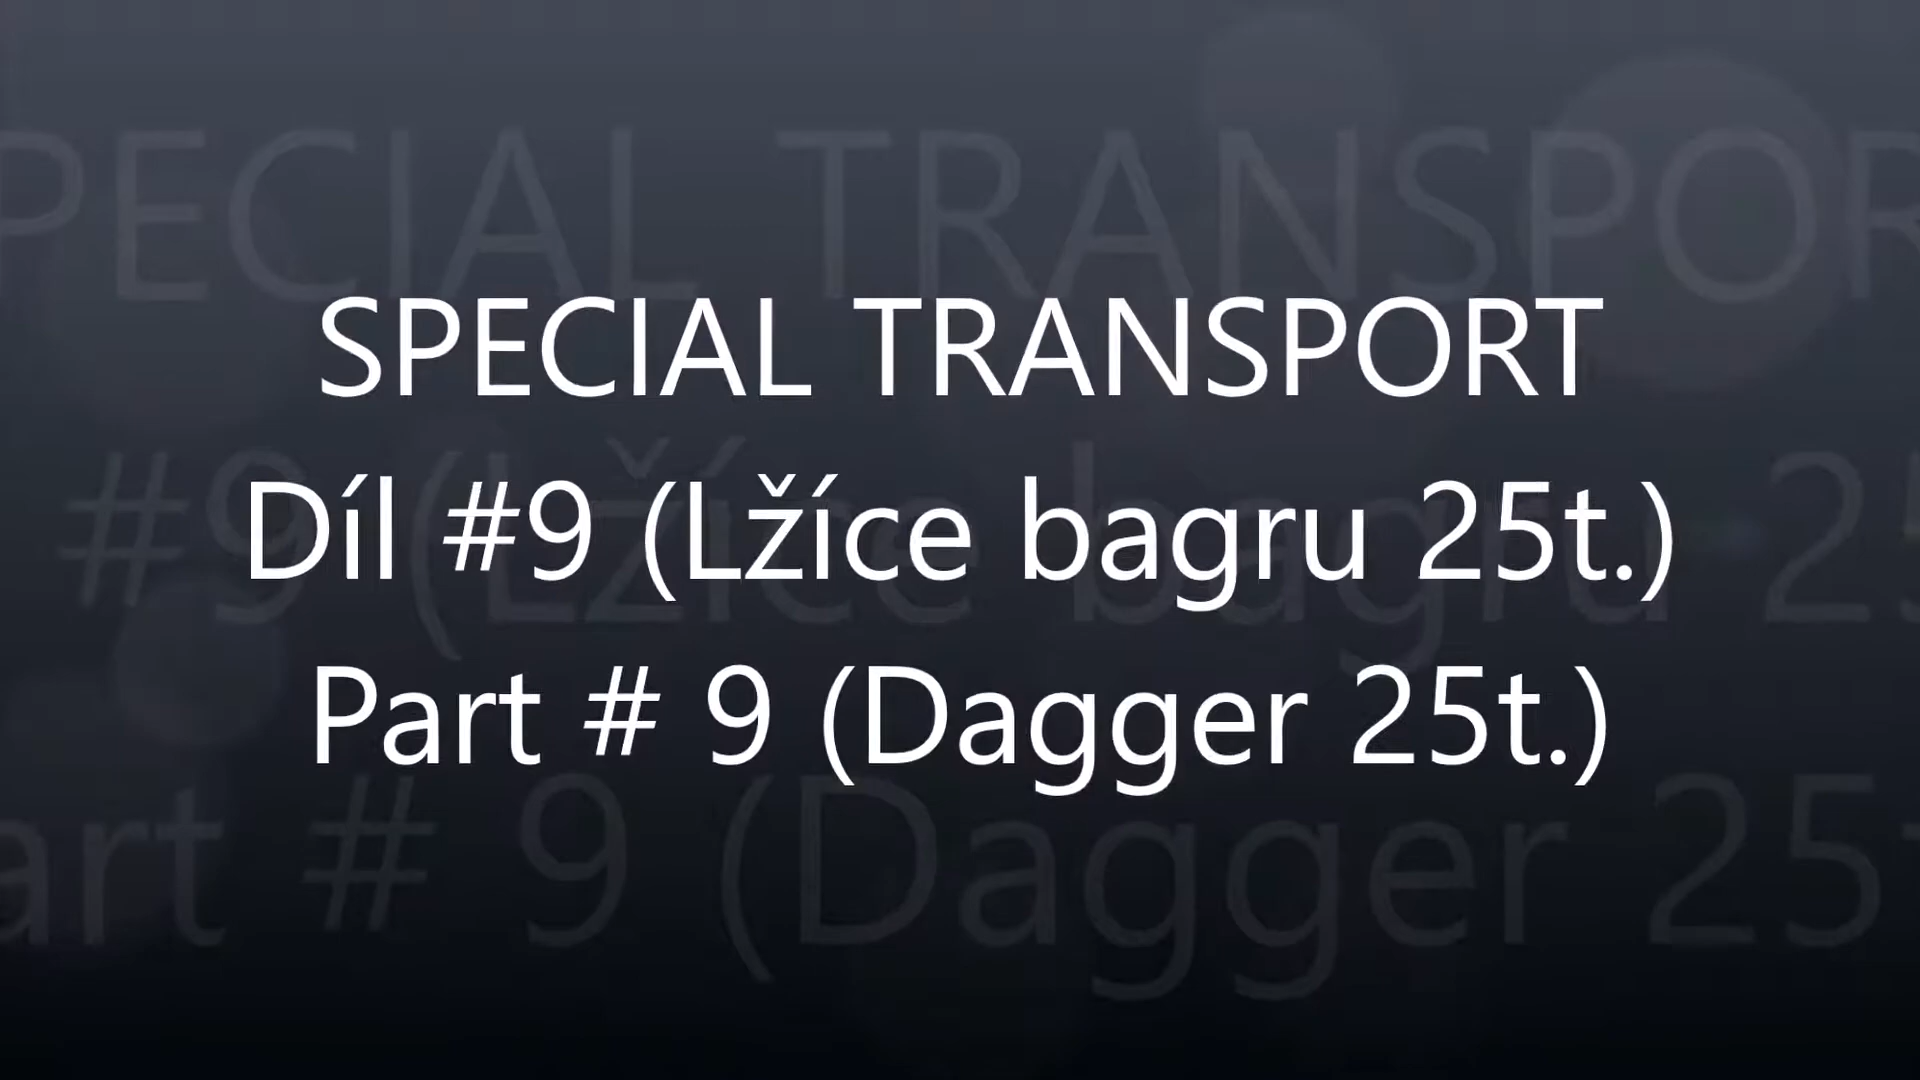 SPECIAL TRANSPORT
Díl #9 (Lžíce bagru 25t.)
Part # 9 (Dagger 25t.)